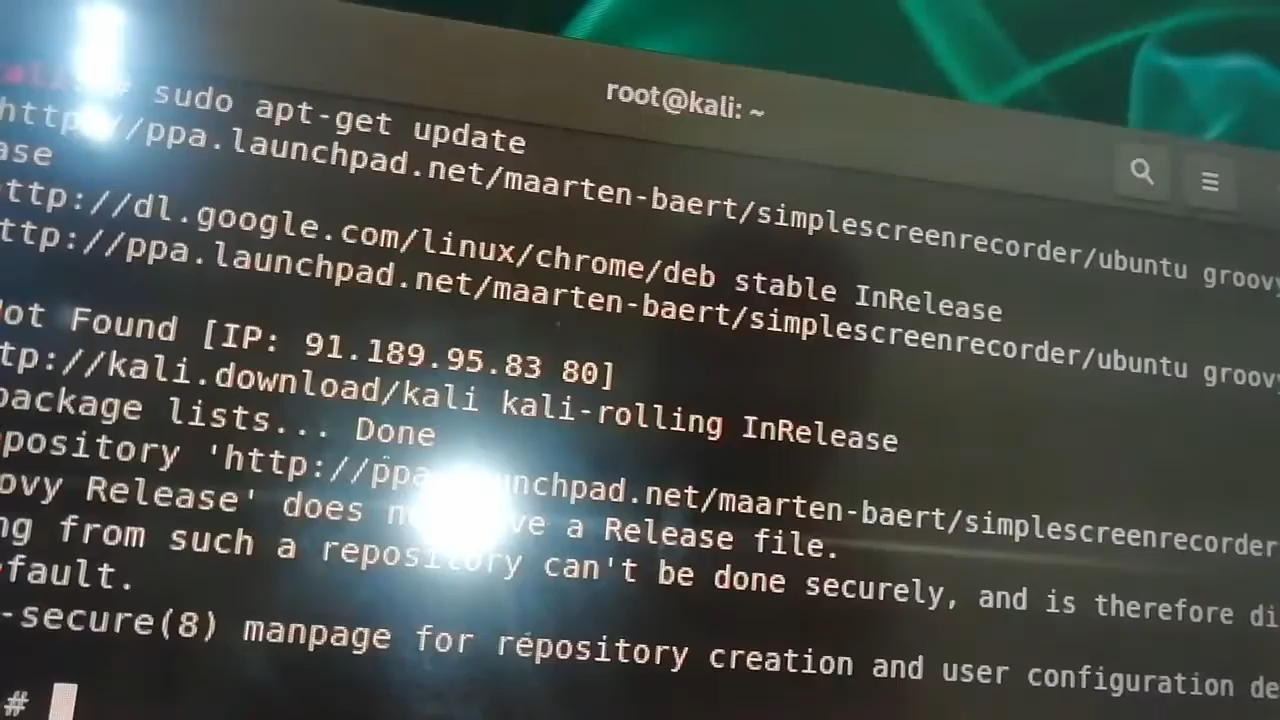 root@kali: ~
# sudo apt-get update
http://ppa.launchpad.net/maarten-baert/simplescreenrecorder/ubuntu groovy
ase
ttp://dl.google.com/linux/chrome/deb stable InRelease
ttp://ppa.launchpad.net/maarten-baert/simplescreenrecorder/ubuntu groovy
ot Found [IP: 91.189.95.83 80]
tp://kali.download/kali kali-rolling InRelease
package lists... Done
pository 'http://ppa.launchpad.net/maarten-baert/simplescreenrecorder
ovy Release' does a Release file.
ng from such a repository can't be done securely, and is therefore di
fault.
-secure(8) manpage for repository creation and user configuration de
#